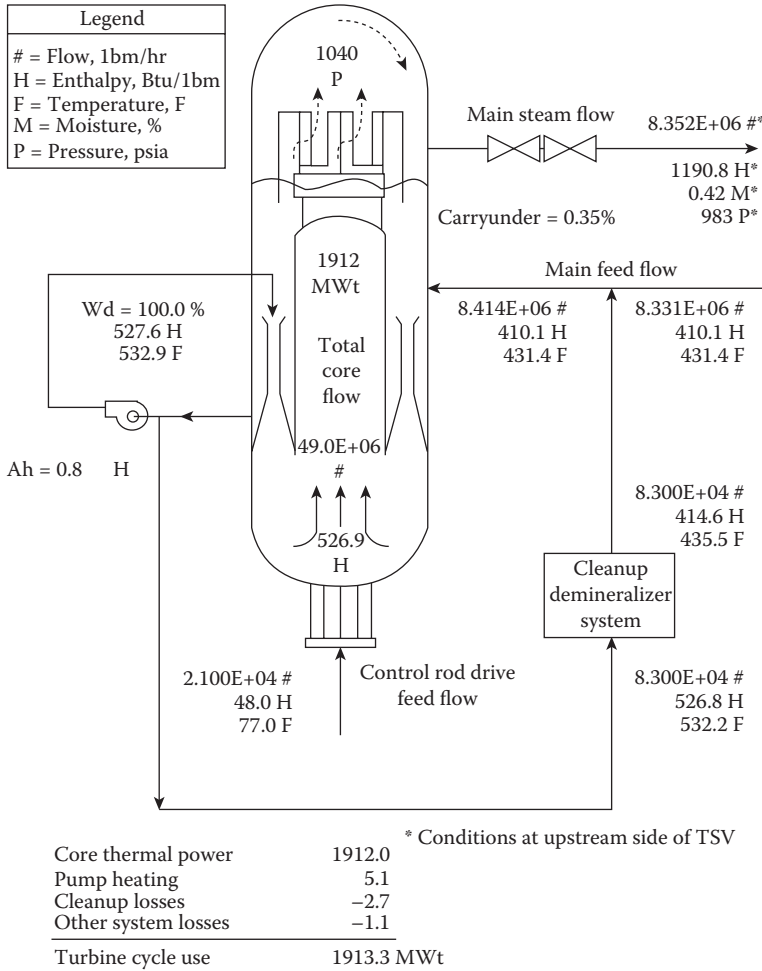 Legend
# = Flow, 1bm/hr
H = Enthalpy, Btu/1bm
F = Temperature, F
M = Moisture, %
P = Pressure, psia
1040
P
Main steam flow
8.352E+06 #*
1190.8 H*
0.42 M*
983 P*
Carryunder = 0.35%
1912
MWt
Main feed flow
Wd = 100.0 %
527.6 H
532.9 F
8.414E+06 #
410.1 H
431.4 F
8.331E+06 #
410.1 H
431.4 F
Total
core
flow
49.0E+06
#
Ah = 0.8 H
8.300E+04 #
414.6 H
435.5 F
526.9
H
Cleanup
demineralizer
system
2.100E+04 #
48.0 H
77.0 F
Control rod drive
feed flow
8.300E+04 #
526.8 H
532.2 F
* Conditions at upstream side of TSV
Core thermal power 1912.0
Pump heating 5.1
Cleanup losses –2.7
Other system losses –1.1
Turbine cycle use 1913.3 MWt